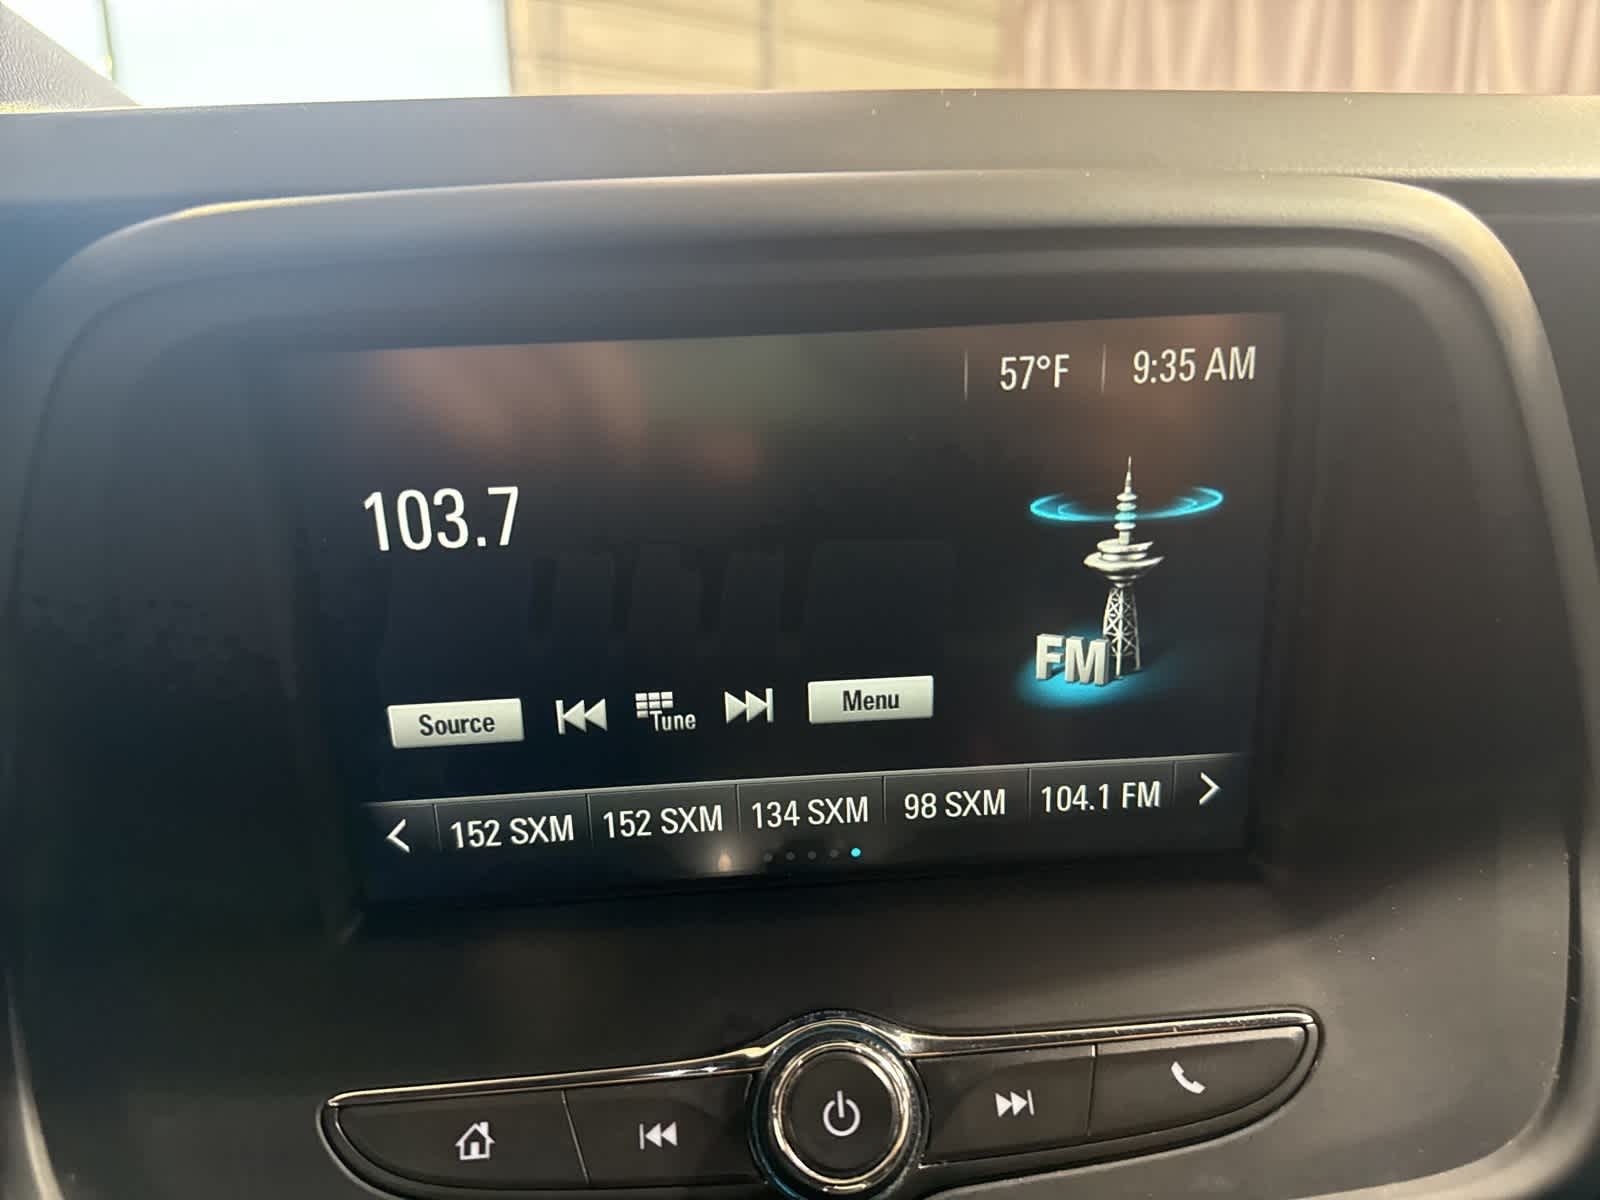 57°F 9:35 AM
103.7
FM
Source Tune Menu
152 SXM 152 SXM 134 SXM 98 SXM 104.1 FM